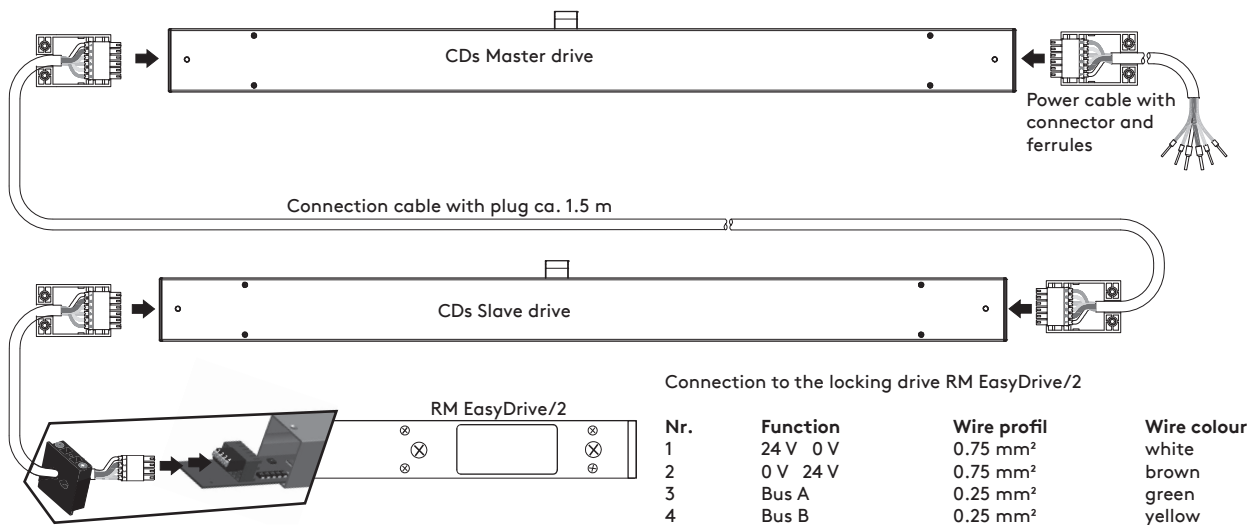 CDs Master drive
Power cable with
connector and
ferrules
Connection cable with plug ca. 1.5 m
CDs Slave drive
RM EasyDrive/2
Connection to the locking drive RM EasyDrive/2
Nr. Function Wire profil Wire colour
1 24 V 0 V 0.75 mm² white
2 0 V 24 V 0.75 mm² brown
3 Bus A 0.25 mm² green
4 Bus B 0.25 mm² yellow